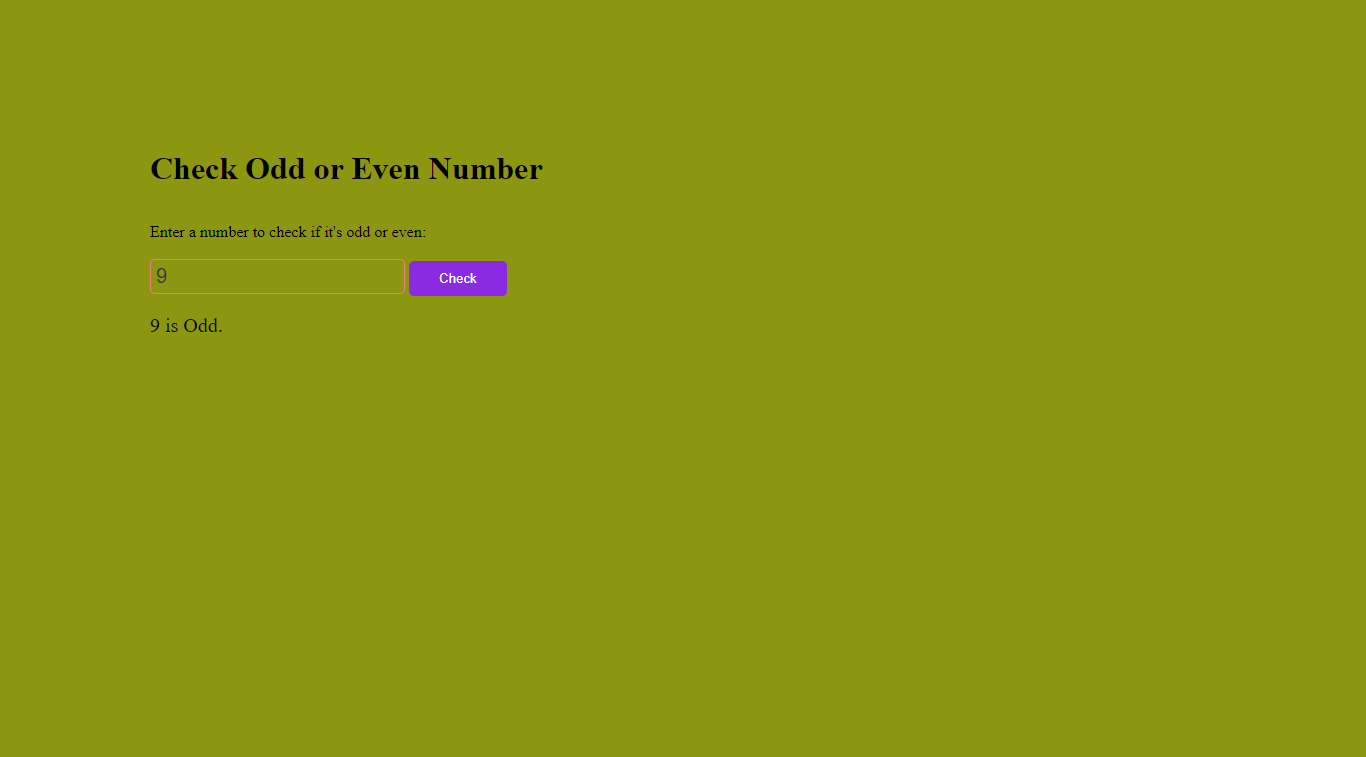 Check Odd or Even Number
Enter a number to check if it's odd or even:
9
Check
9 is Odd.